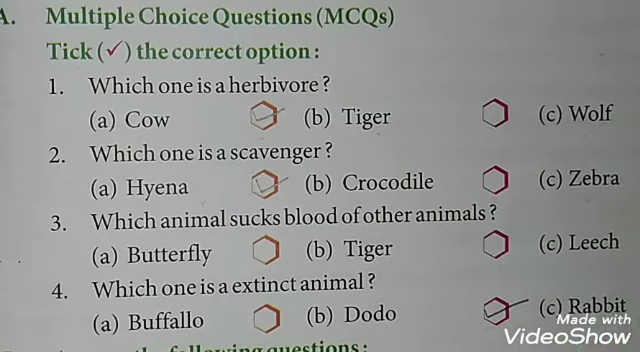 A. Multiple Choice Questions (MCQs)
Tick (✓) the correct option :
1. Which one is a herbivore ?
(a) Cow (b) Tiger (c) Wolf
2. Which one is a scavenger ?
(a) Hyena (b) Crocodile (c) Zebra
3. Which animal sucks blood of other animals ?
(a) Butterfly (b) Tiger (c) Leech
4. Which one is a extinct animal ?
(a) Buffallo (b) Dodo (c) Rabbit
Made with
VideoShow
following questions :